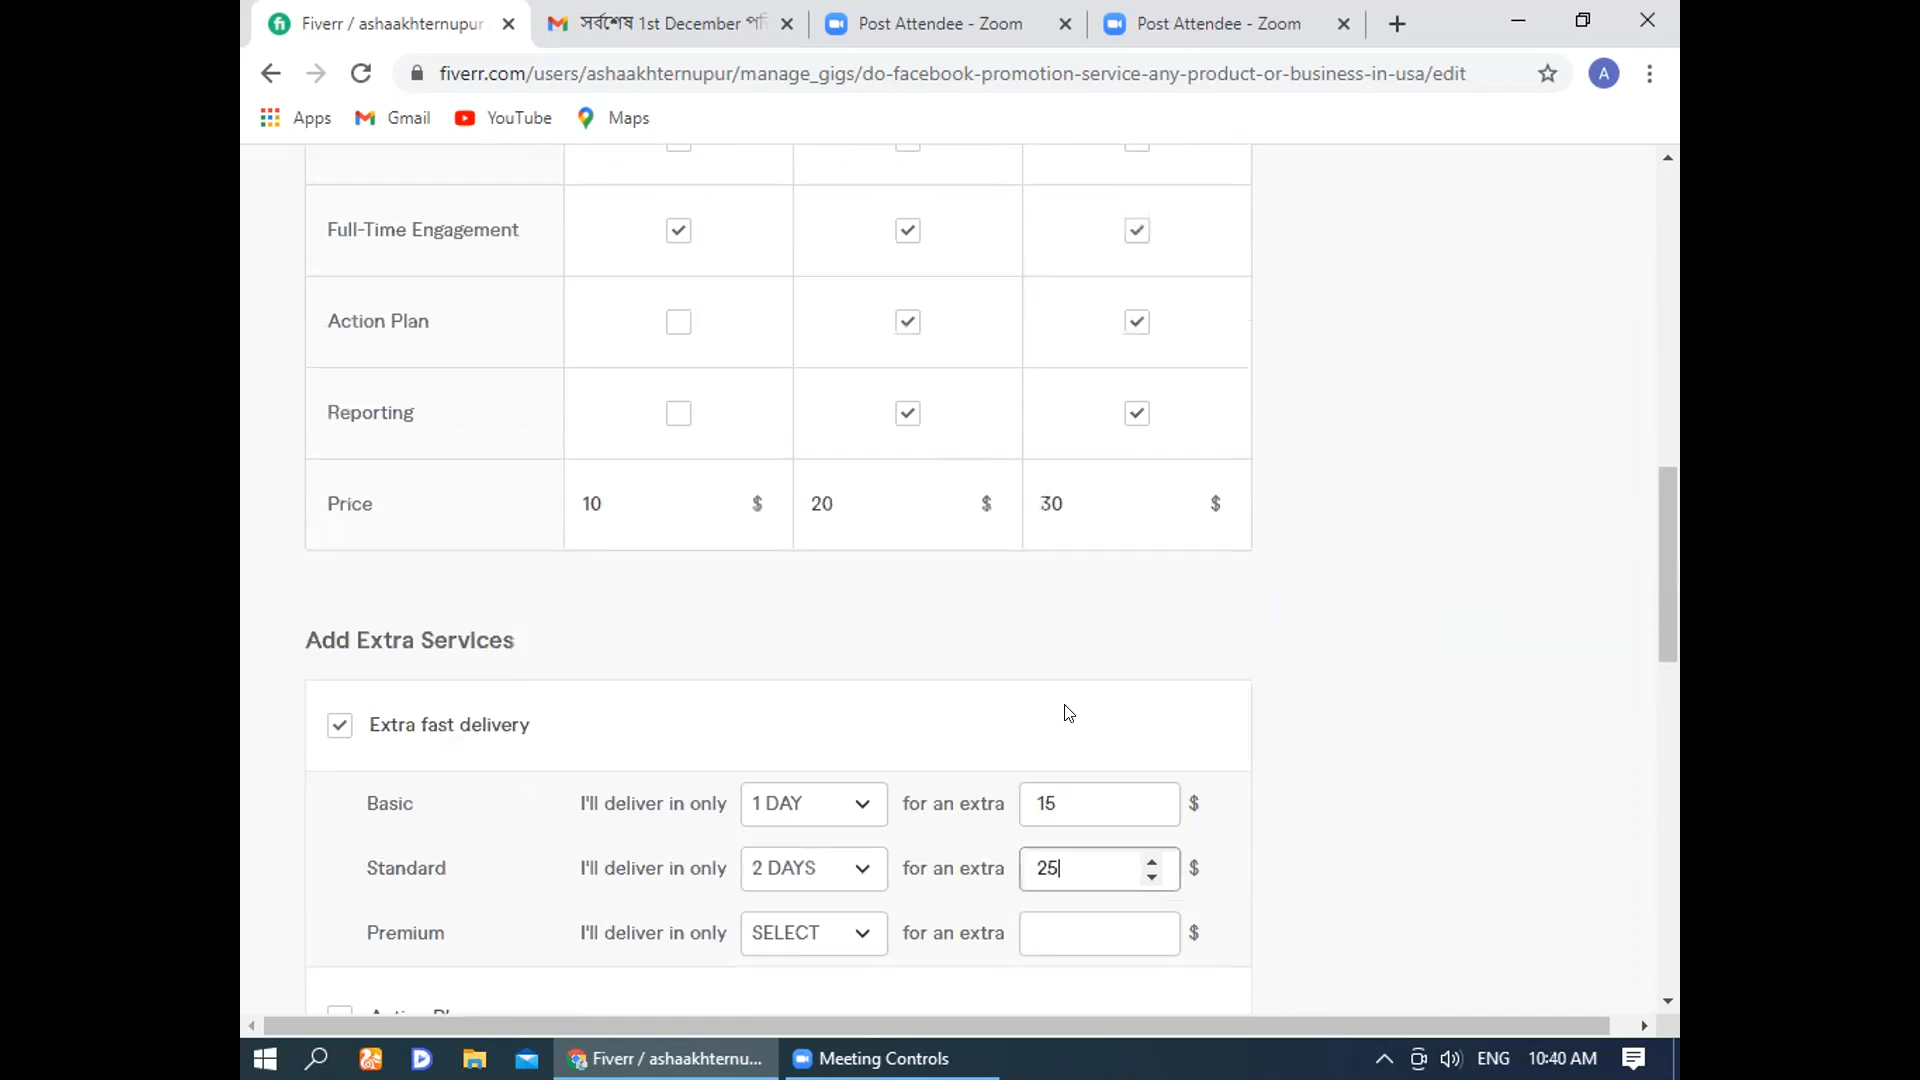 Fiverr / ashaakhternupur
সর্বশেষ 1st December
Post Attendee - Zoom
Post Attendee - Zoom
fiverr.com/users/ashaakhternupur/manage_gigs/do-facebook-promotion-service-any-product-or-business-in-usa/edit
A
Apps Gmail YouTube Maps
Full-Time Engagement
Action Plan
Reporting
Price 10 $ 20 $ 30 $
Add Extra Services
Extra fast delivery
Basic I'll deliver in only 1 DAY for an extra 15 $
Standard I'll deliver in only 2 DAYS for an extra 25 $
Premium I'll deliver in only SELECT for an extra $
Fiverr / ashaakhternu... Meeting Controls ENG 10:40 AM